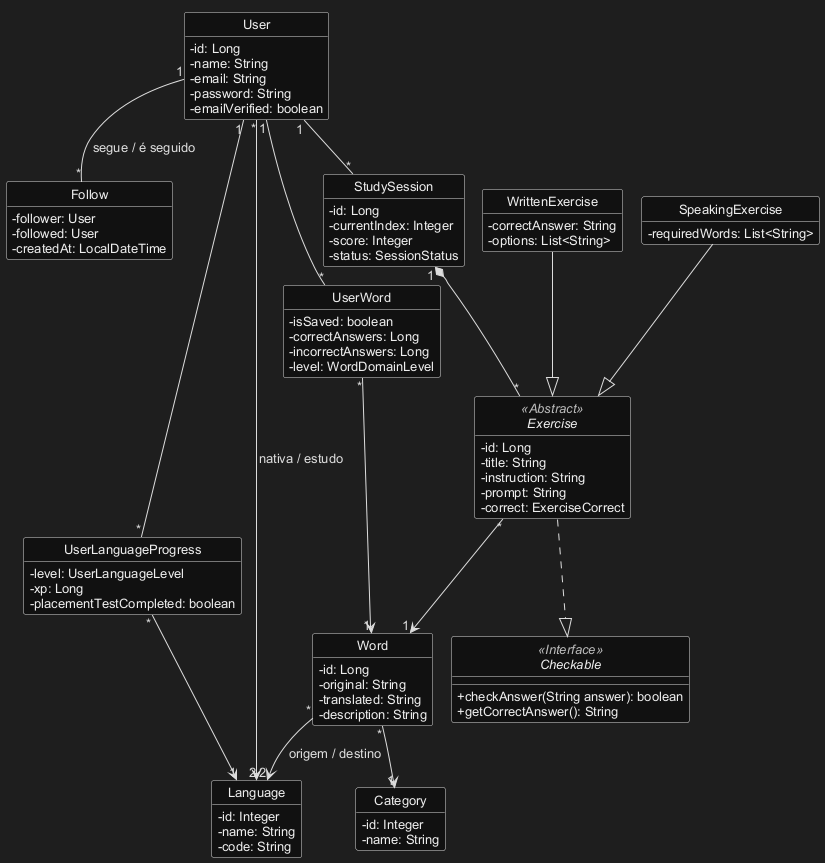 User
-id: Long
-name: String
-email: String
-password: String
-emailVerified: boolean
1
1
*
1
1
segue / é seguido
*
*
Follow
-follower: User
-followed: User
-createdAt: LocalDateTime
StudySession
-id: Long
-currentIndex: Integer
-score: Integer
-status: SessionStatus
WrittenExercise
-correctAnswer: String
-options: List<String>
SpeakingExercise
-requiredWords: List<String>
1
*
UserWord
-isSaved: boolean
-correctAnswers: Long
-incorrectAnswers: Long
-level: WordDomainLevel
*
*
«Abstract»
Exercise
-id: Long
-title: String
-instruction: String
-prompt: String
-correct: ExerciseCorrect
nativa / estudo
*
*
UserLanguageProgress
-level: UserLanguageLevel
-xp: Long
-placementTestCompleted: boolean
*
1
1
Word
-id: Long
-original: String
-translated: String
-description: String
«Interface»
Checkable
+checkAnswer(String answer): boolean
+getCorrectAnswer(): String
*
*
origem / destino
2
Language
-id: Integer
-name: String
-code: String
Category
-id: Integer
-name: String